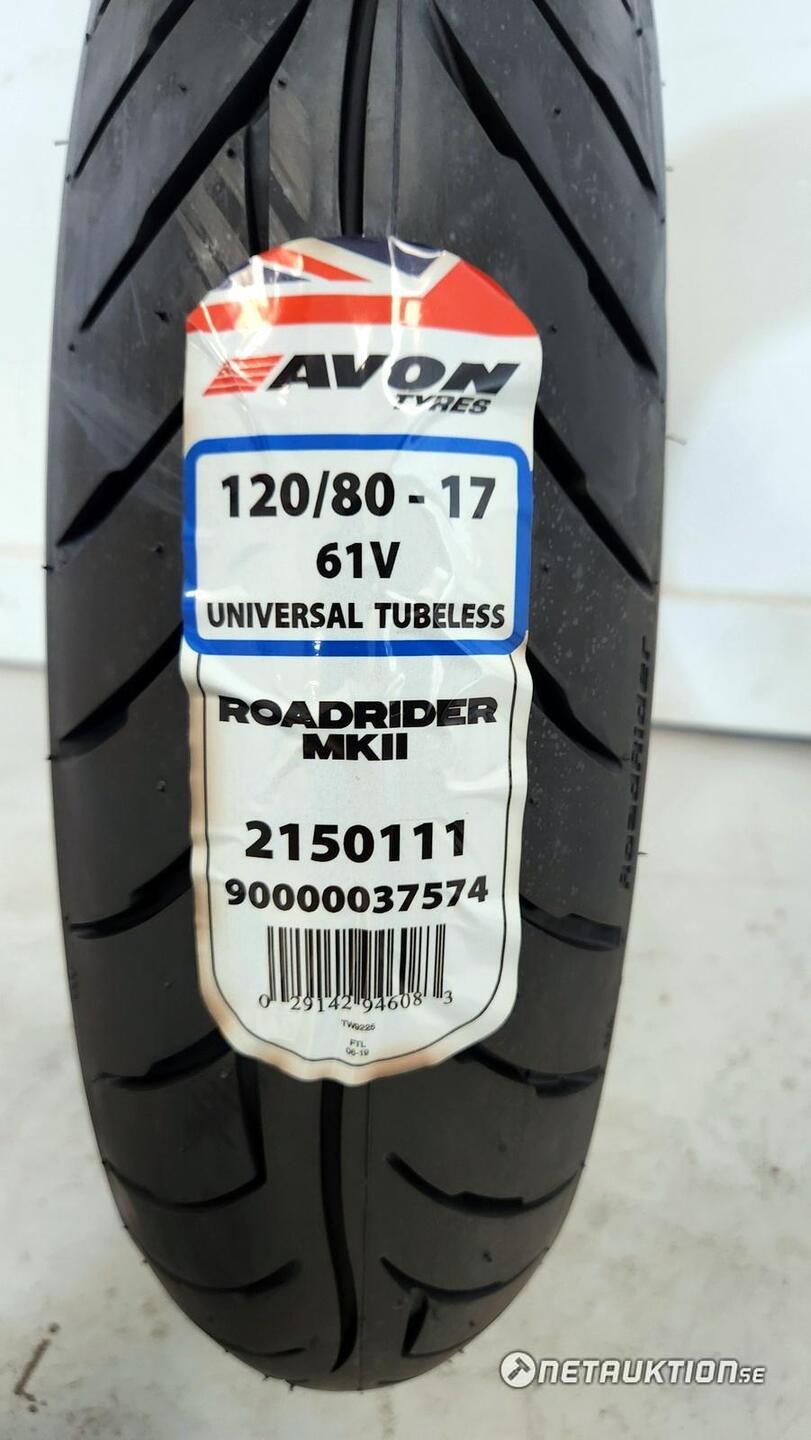 AVON
TYRES
120/80 - 17
61V
UNIVERSAL TUBELESS
ROADRIDER
MKII
2150111
90000037574
0 29142 94608 3
TW9225
FTL
06-19
RoadRider
NETAUKTION.SE